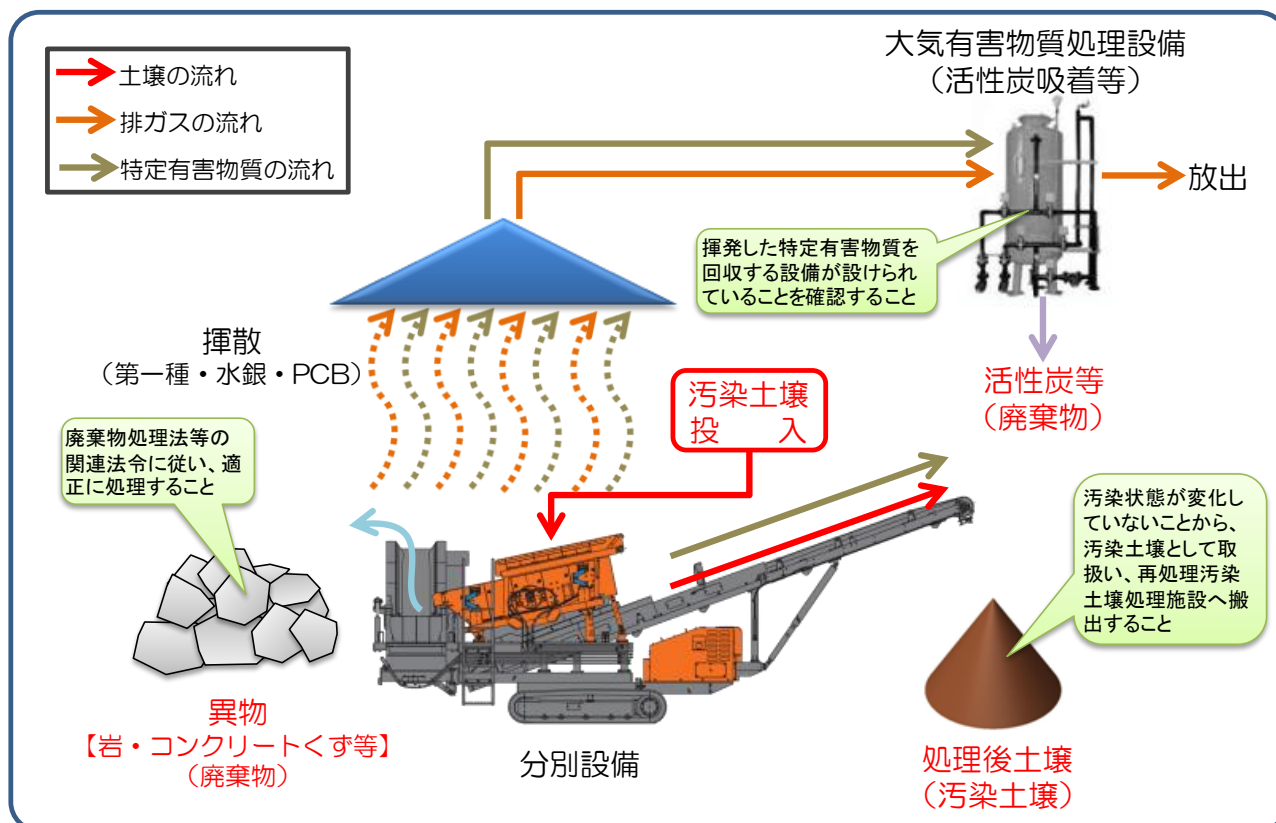 土壌の流れ
排ガスの流れ
特定有害物質の流れ
大気有害物質処理設備
（活性炭吸着等）
放出
揮発した特定有害物質を
回収する設備が設けられ
ていることを確認すること
揮散
（第一種・水銀・PCB）
汚染土壌
投　　入
活性炭等
（廃棄物）
廃棄物処理法等の
関連法令に従い、適
正に処理すること
汚染状態が変化し
ていないことから、
汚染土壌として取
扱い、再処理汚染
土壌処理施設へ搬
出すること
異物
【岩・コンクリートくず等】
（廃棄物）
分別設備
処理後土壌
（汚染土壌）